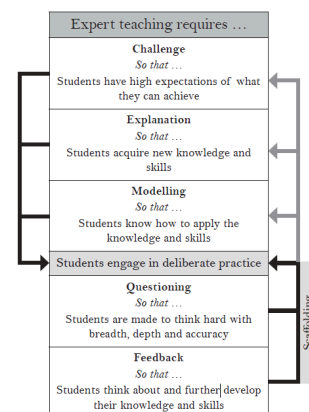 Expert teaching requires …
Challenge
So that …
Students have high expectations of what
they can achieve
Explanation
So that …
Students acquire new knowledge and
skills
Modelling
So that …
Students know how to apply the
knowledge and skills
Students engage in deliberate practice
Questioning
So that …
Students are made to think hard with
breadth, depth and accuracy
Feedback
So that …
Students think about and further develop
their knowledge and skills
Scaffolding